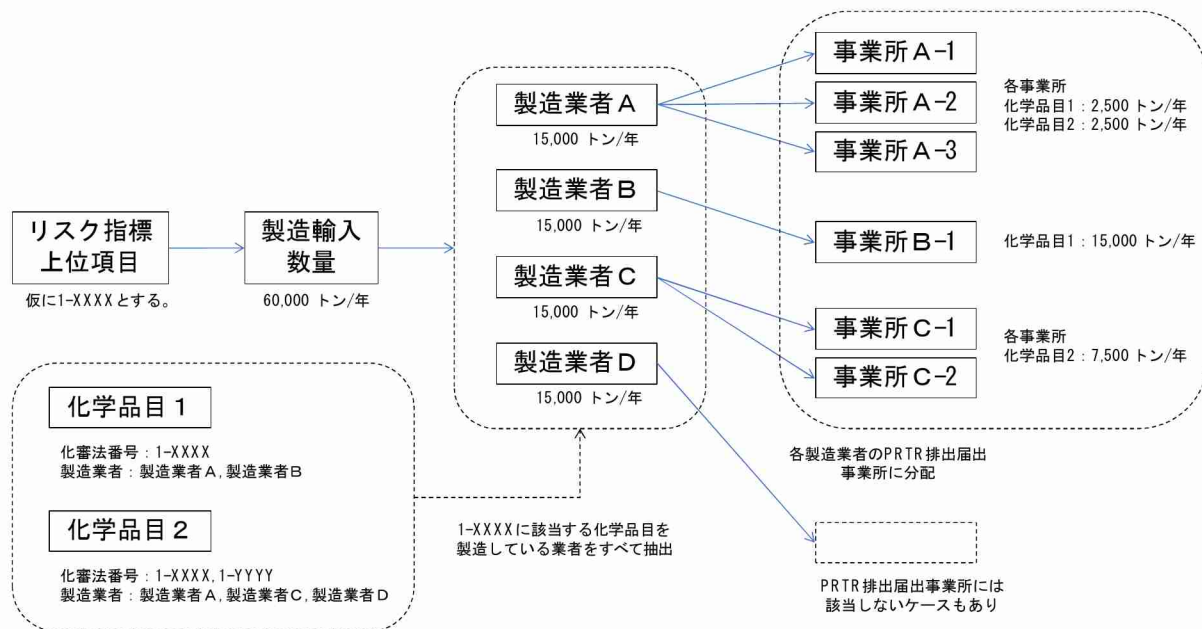 リスク指標
上位項目
仮に1-XXXXとする。
製造輸入
数量
60,000 トン/年
製造業者A
15,000 トン/年
製造業者B
15,000 トン/年
製造業者C
15,000 トン/年
製造業者D
15,000 トン/年
事業所A-1
事業所A-2
事業所A-3
各事業所
化学品目1：2,500 トン/年
化学品目2：2,500 トン/年
事業所B-1
化学品目1：15,000 トン/年
事業所C-1
事業所C-2
各事業所
化学品目2：7,500 トン/年
各製造業者のPRTR排出届出
事業所に分配
化学品目1
化審法番号：1-XXXX
製造業者：製造業者A,製造業者B
化学品目2
化審法番号：1-XXXX,1-YYYY
製造業者：製造業者A,製造業者C,製造業者D
1-XXXXに該当する化学品目を
製造している業者をすべて抽出
PRTR排出届出事業所には
該当しないケースもあり